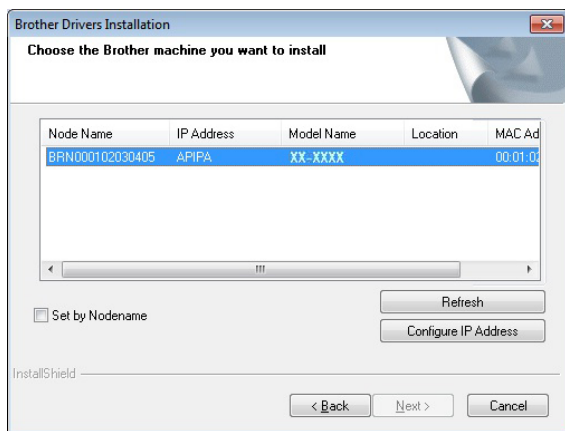 Brother Drivers Installation
Choose the Brother machine you want to install
Node Name IP Address Model Name Location MAC Ad
BRN000102030405 APIPA XX-XXXX 00:01:02
Set by Nodename
Refresh
Configure IP Address
InstallShield
< Back Next > Cancel